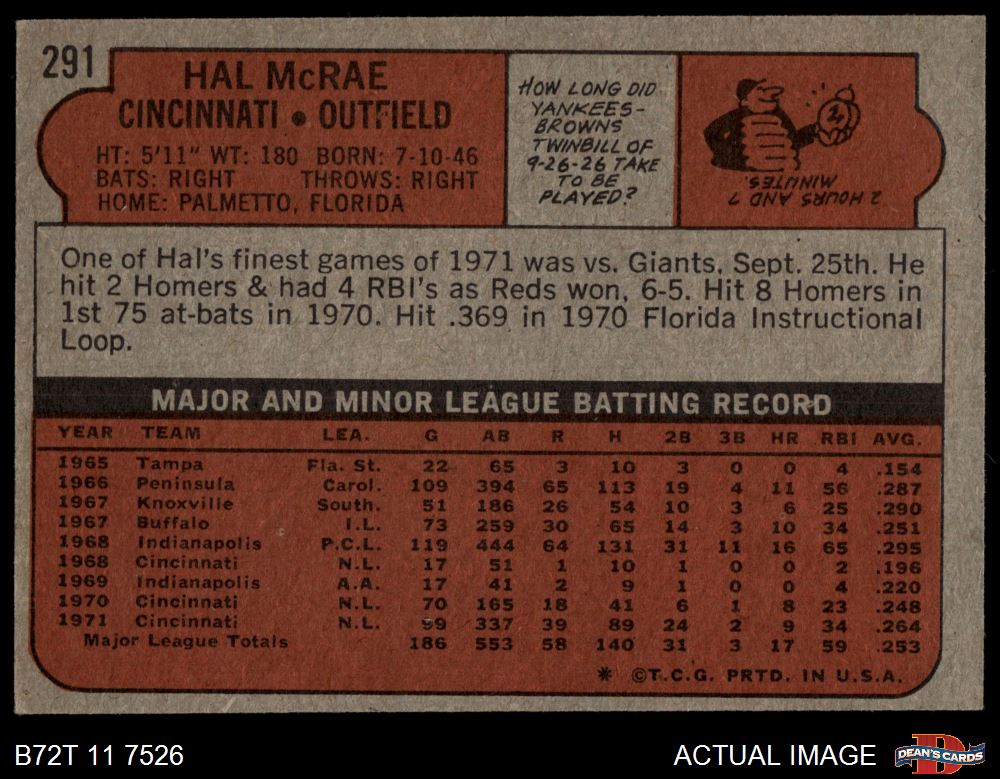 291
HAL McRAE
CINCINNATI • OUTFIELD
HT: 5'11" WT: 180 BORN: 7-10-46
BATS: RIGHT THROWS: RIGHT
HOME: PALMETTO, FLORIDA
HOW LONG DID
YANKEES-
BROWNS
TWINBILL OF
9-26-26 TAKE
TO BE
PLAYED?
2 HOURS AND 7
MINUTES.
One of Hal's finest games of 1971 was vs. Giants, Sept. 25th. He
hit 2 Homers & had 4 RBI's as Reds won, 6-5. Hit 8 Homers in
1st 75 at-bats in 1970. Hit .369 in 1970 Florida Instructional
Loop.
MAJOR AND MINOR LEAGUE BATTING RECORD
YEAR TEAM LEA. G AB R H 2B 3B HR RBI AVG.
1965 Tampa Fla. St. 22 65 3 10 3 0 0 4 .154
1966 Peninsula Carol. 109 394 65 113 19 4 11 56 .287
1967 Knoxville South. 51 186 26 54 10 3 6 25 .290
1967 Buffalo I.L. 73 259 30 65 14 3 10 34 .251
1968 Indianapolis P.C.L. 119 444 64 131 31 11 16 65 .295
1968 Cincinnati N.L. 17 51 1 10 1 0 0 2 .196
1969 Indianapolis A.A. 17 41 2 9 1 0 0 4 .220
1970 Cincinnati N.L. 70 165 18 41 6 1 8 23 .248
1971 Cincinnati N.L. 99 337 39 89 24 2 9 34 .264
Major League Totals 186 553 58 140 31 3 17 59 .253
* ©T.C.G. PRTD. IN U.S.A.
B72T 11 7526
ACTUAL IMAGE
DEAN'S CARDS